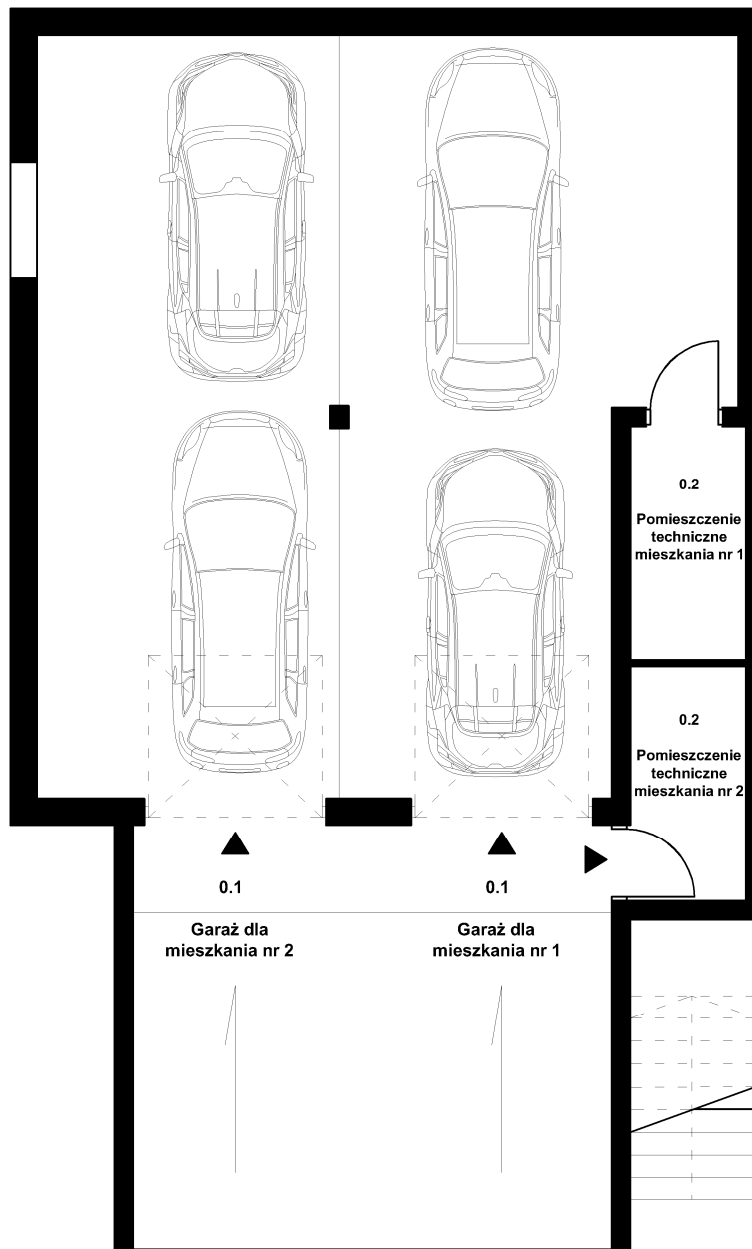 0.2
Pomieszczenie
techniczne
mieszkania nr 1
0.2
Pomieszczenie
techniczne
mieszkania nr 2
0.1
Garaż dla
mieszkania nr 2
0.1
Garaż dla
mieszkania nr 1